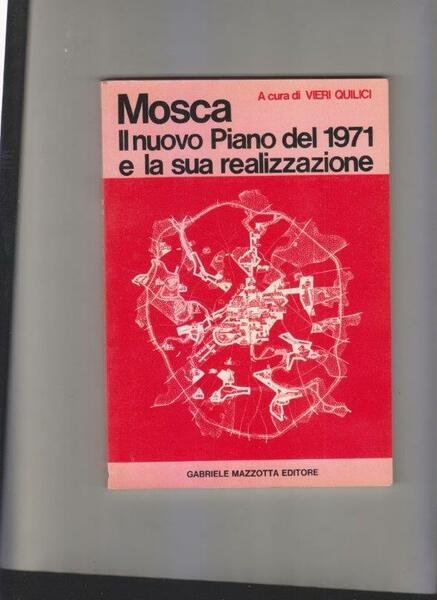 A cura di VIERI QUILICI
Mosca
Il nuovo Piano del 1971
e la sua realizzazione
GABRIELE MAZZOTTA EDITORE